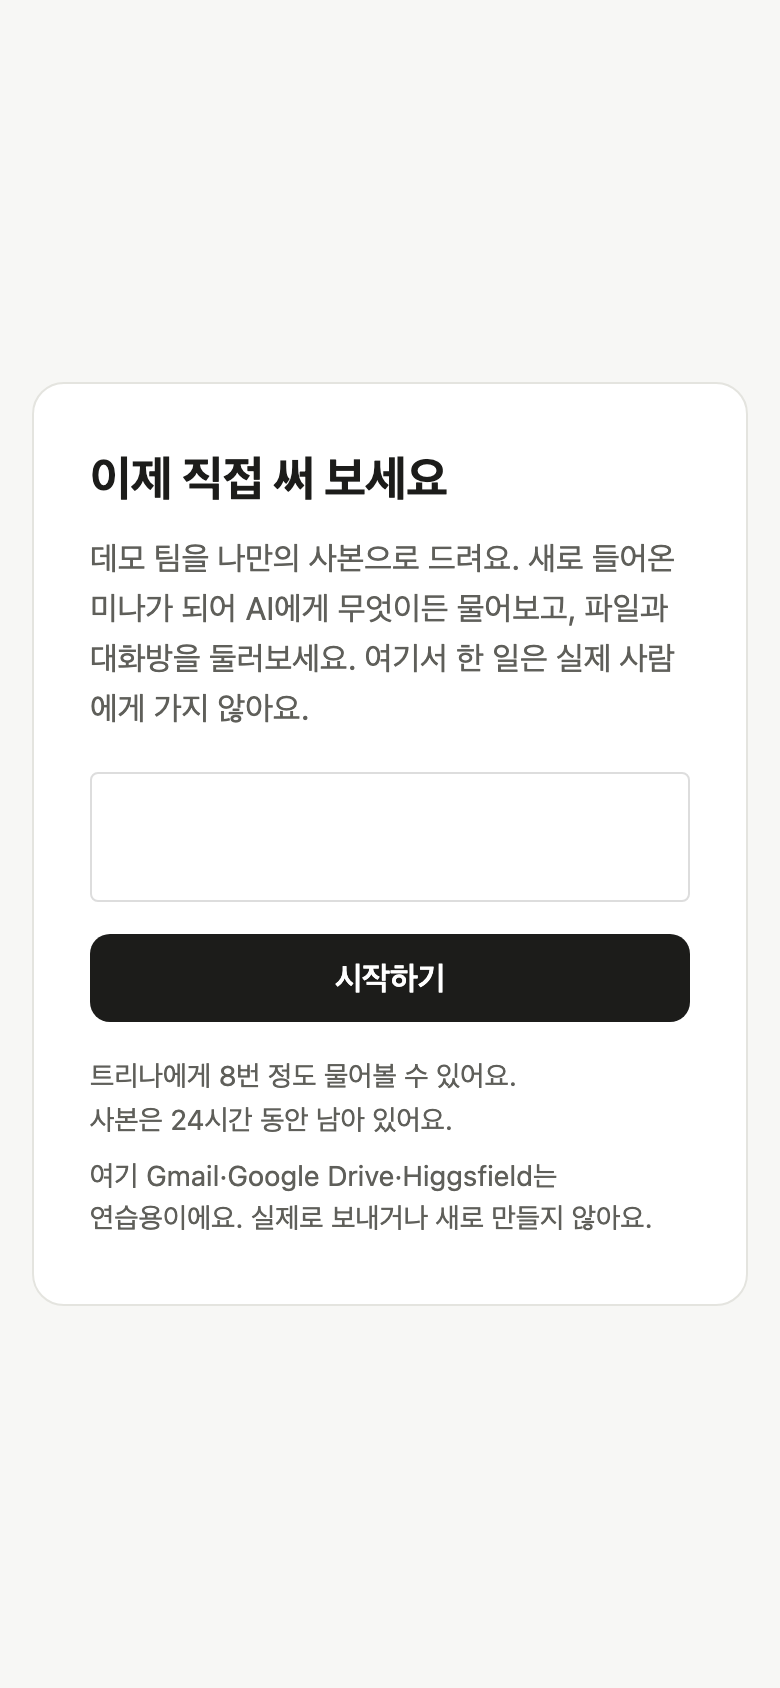 이제 직접 써 보세요
데모 팀을 나만의 사본으로 드려요. 새로 들어온
미나가 되어 AI에게 무엇이든 물어보고, 파일과
대화방을 둘러보세요. 여기서 한 일은 실제 사람
에게 가지 않아요.
시작하기
트리나에게 8번 정도 물어볼 수 있어요.
사본은 24시간 동안 남아 있어요.
여기 Gmail·Google Drive·Higgsfield는
연습용이에요. 실제로 보내거나 새로 만들지 않아요.